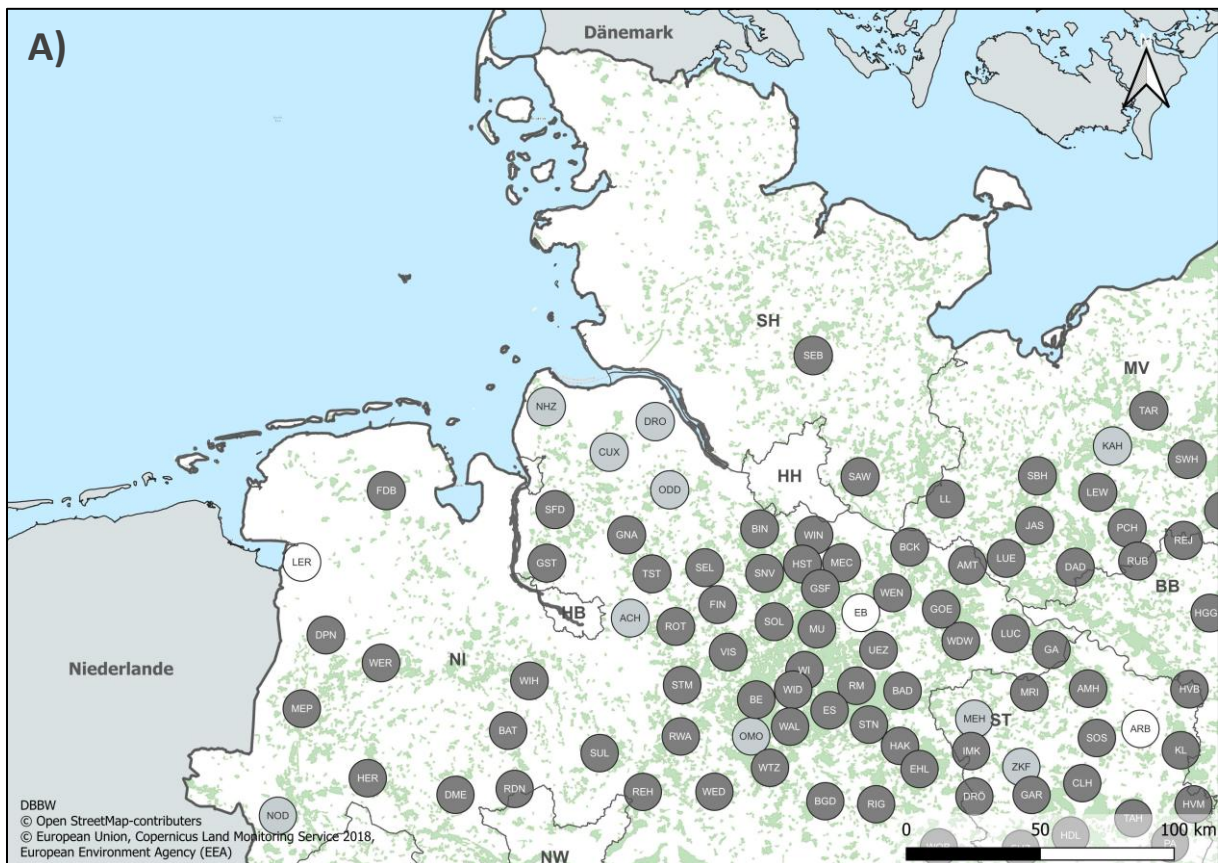 A)
Dänemark
SH
SEB
MV
TAR
NHZ
DRO
KAH
CUX
SWH
HH
SAW
SBH
FDB
ODD
LL
LEW
SFD
BIN
WIN
GNA
JAS
PCH
REJ
BCK
LER
GST
TST
SEL
SNV
HST
MEC
AMT
LUE
DAD
RUB
BB
GSF
WEN
FIN
HB
ACH
EB
GOE
HGG
ROT
SOL
MU
DPN
LUC
WDW
NI
VIS
UEZ
GA
Niederlande
WER
WI
WIH
STM
WID
RM
BAD
MRI
AMH
HVB
BE
MEP
ES
MEH
ST
BAT
WAL
STN
ARB
RWA
OMO
SOS
SUL
HAK
IMK
KL
WTZ
EHL
ZKF
HER
CLH
DME
RDN
REH
WED
DRÖ
GAR
BGD
RIG
HVM
DBBW
NOD
TAH
© Open StreetMap-contributors
0 50 100 km
© European Union, Copernicus Land Monitoring Service 2018,
HDL
European Environment Agency (EEA)
NW